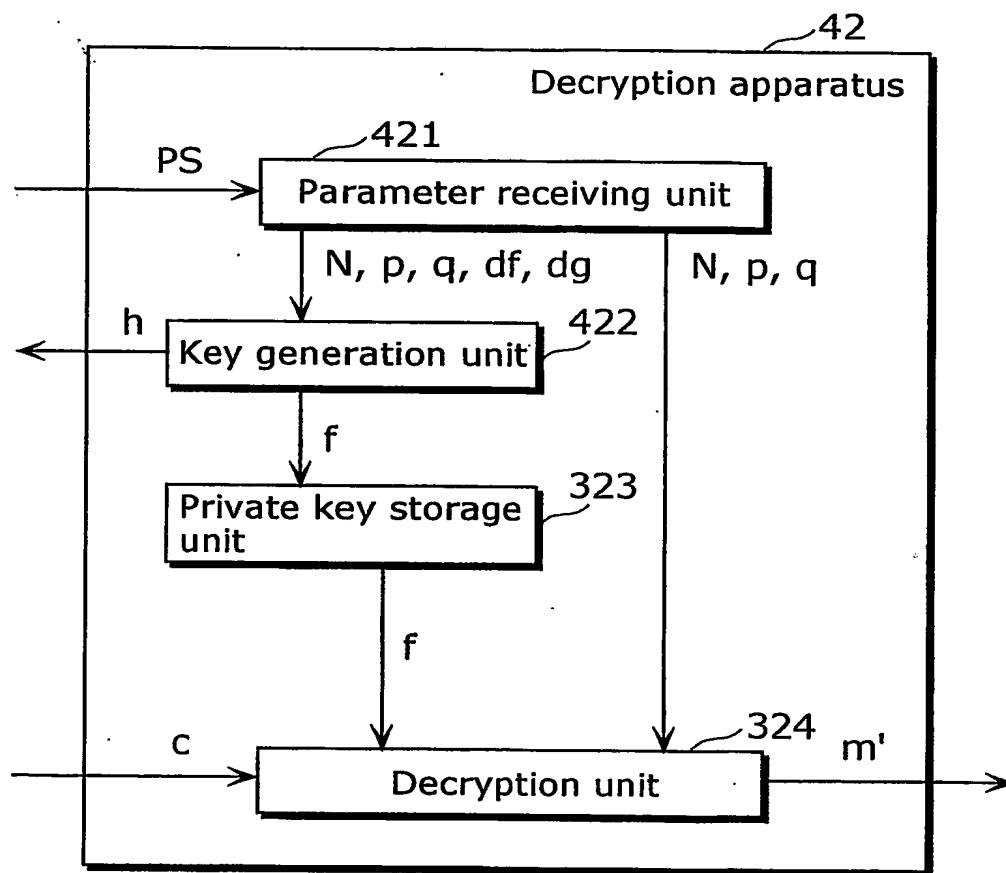 42
Decryption apparatus
421
PS
Parameter receiving unit
N, p, q, df, dg
N, p, q
h
422
Key generation unit
f
323
Private key storage
unit
f
324
c
m'
Decryption unit